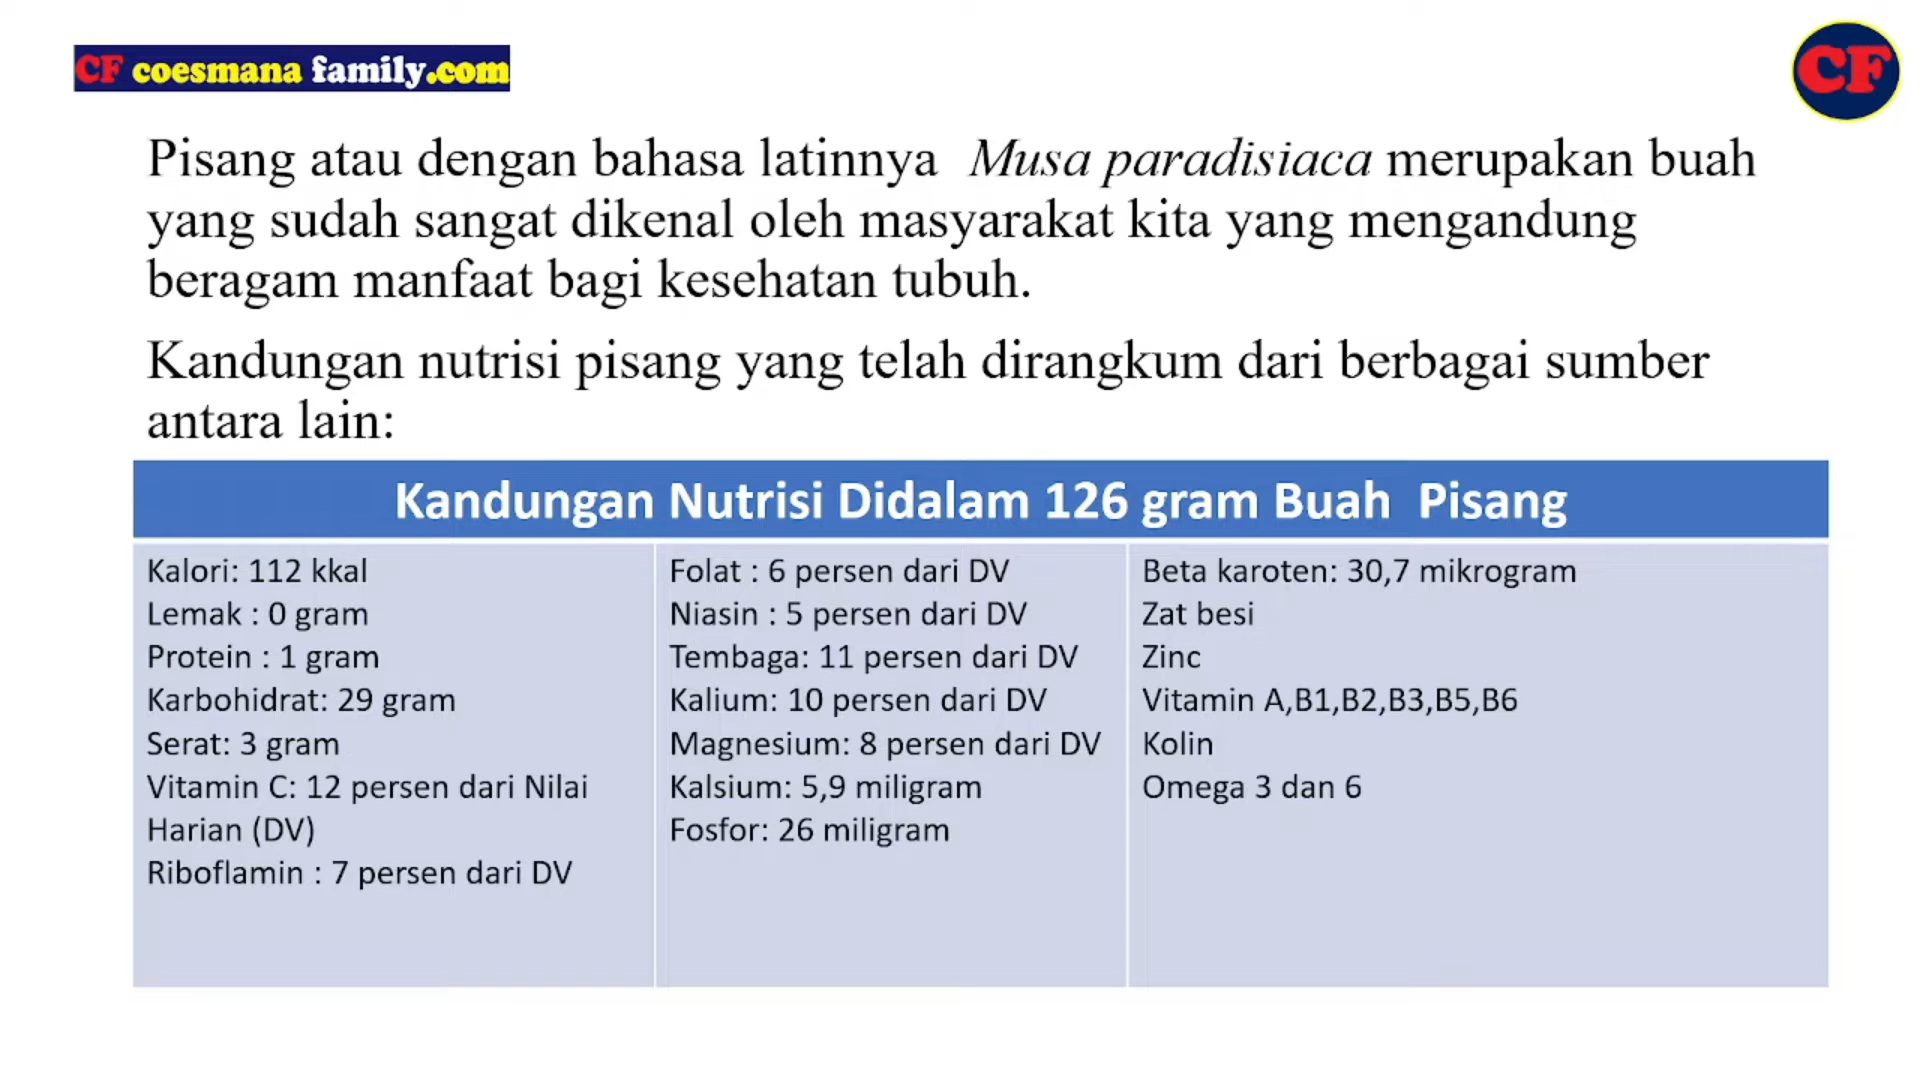 CF coesmana family.com
CF
Pisang atau dengan bahasa latinnya Musa paradisiaca merupakan buah
yang sudah sangat dikenal oleh masyarakat kita yang mengandung
beragam manfaat bagi kesehatan tubuh.
Kandungan nutrisi pisang yang telah dirangkum dari berbagai sumber
antara lain:
Kandungan Nutrisi Didalam 126 gram Buah Pisang
Kalori: 112 kkal
Lemak : 0 gram
Protein : 1 gram
Karbohidrat: 29 gram
Serat: 3 gram
Vitamin C: 12 persen dari Nilai
Harian (DV)
Riboflamin : 7 persen dari DV
Folat : 6 persen dari DV
Niasin : 5 persen dari DV
Tembaga: 11 persen dari DV
Kalium: 10 persen dari DV
Magnesium: 8 persen dari DV
Kalsium: 5,9 miligram
Fosfor: 26 miligram
Beta karoten: 30,7 mikrogram
Zat besi
Zinc
Vitamin A,B1,B2,B3,B5,B6
Kolin
Omega 3 dan 6